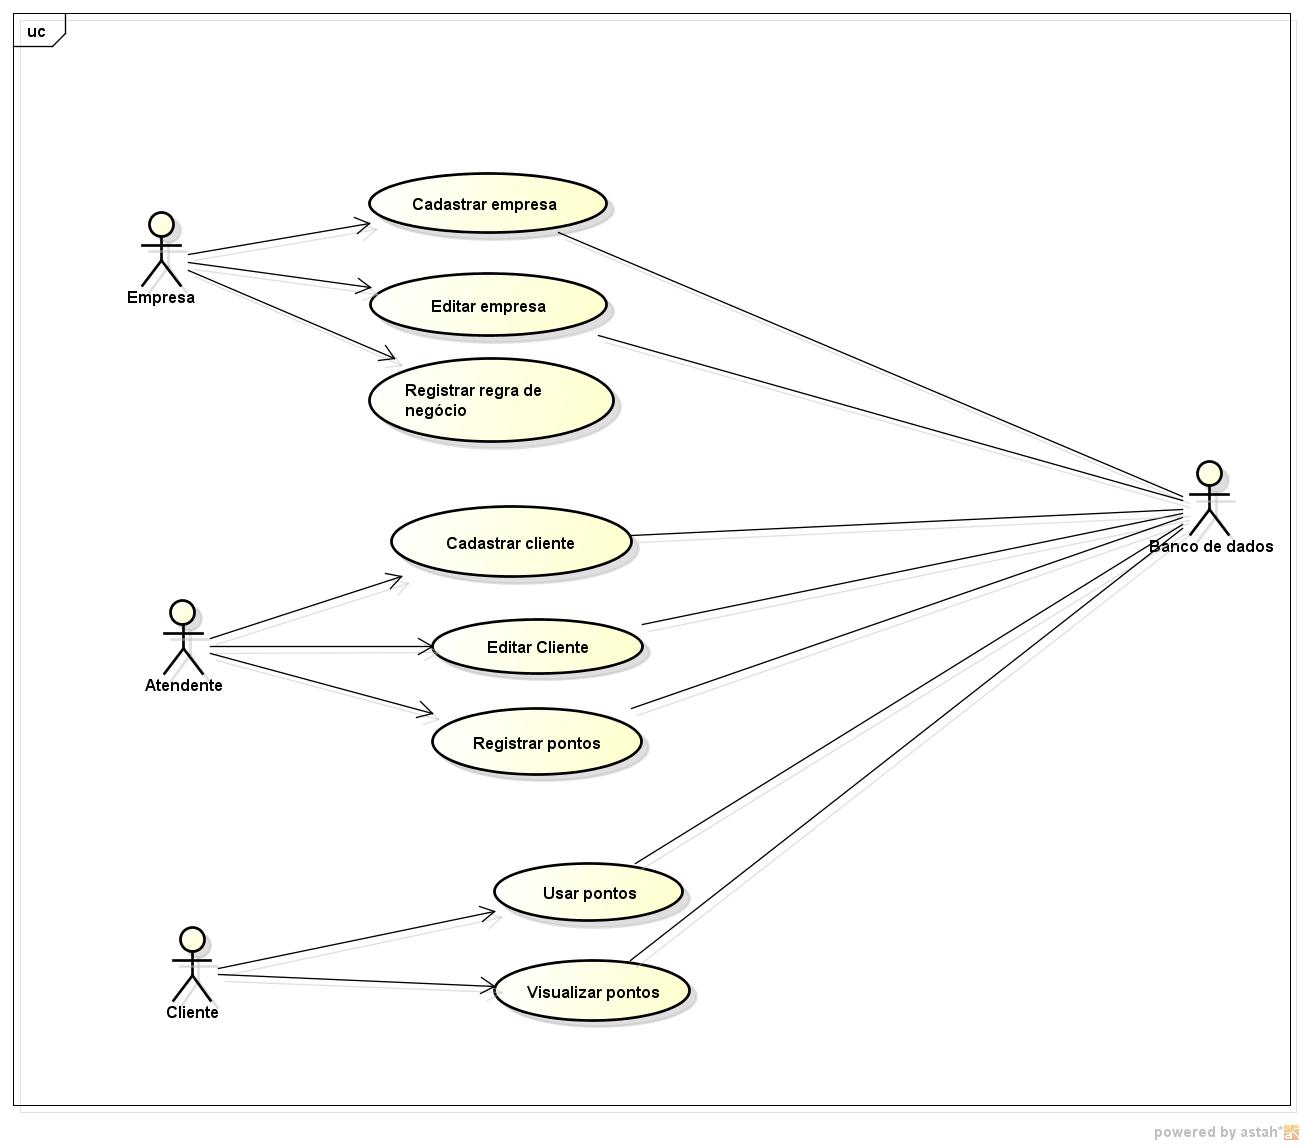 uc
Cadastrar empresa
Editar empresa
Empresa
Registrar regra de
negócio
Cadastrar cliente
Banco de dados
Editar Cliente
Atendente
Registrar pontos
Usar pontos
Visualizar pontos
Cliente
powered by astah*